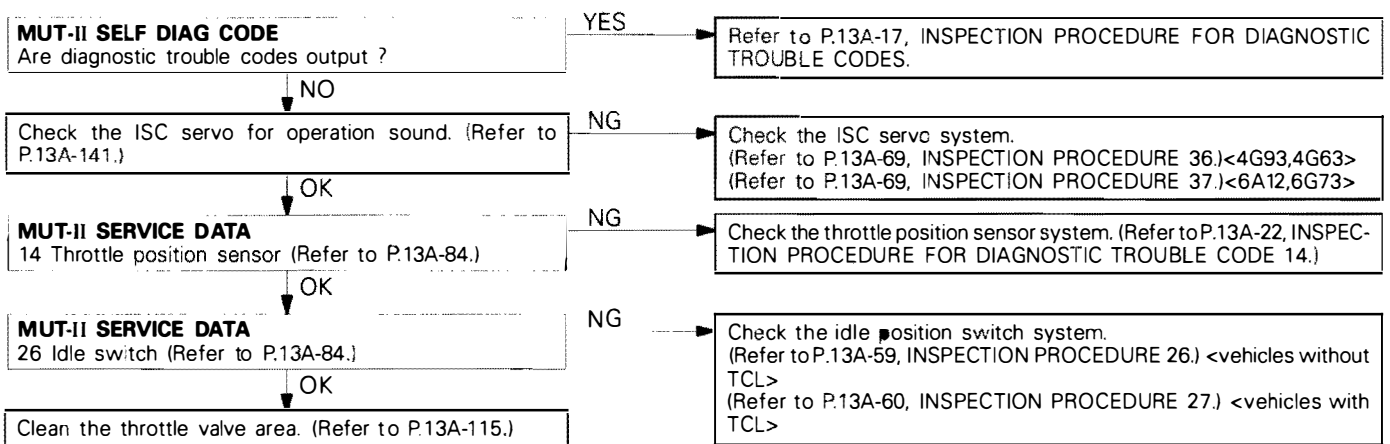 MUT-II SELF DIAG CODE
Are diagnostic trouble codes output ?
YES
Refer to P.13A-17, INSPECTION PROCEDURE FOR DIAGNOSTIC
TROUBLE CODES.
NO
Check the ISC servo for operation sound. (Refer to
P.13A-141.)
NG
Check the ISC servo system.
(Refer to P.13A-69, INSPECTION PROCEDURE 36.)<4G93,4G63>
(Refer to P.13A-69, INSPECTION PROCEDURE 37.)<6A12,6G73>
OK
MUT-II SERVICE DATA
14 Throttle position sensor (Refer to P.13A-84.)
NG
Check the throttle position sensor system. (Refer to P.13A-22, INSPEC-
TION PROCEDURE FOR DIAGNOSTIC TROUBLE CODE 14.)
OK
MUT-II SERVICE DATA
26 Idle switch (Refer to P.13A-84.)
NG
Check the idle position switch system.
(Refer to P.13A-59, INSPECTION PROCEDURE 26.) <vehicles without
TCL>
(Refer to P.13A-60, INSPECTION PROCEDURE 27.) <vehicles with
TCL>
OK
Clean the throttle valve area. (Refer to P.13A-115.)